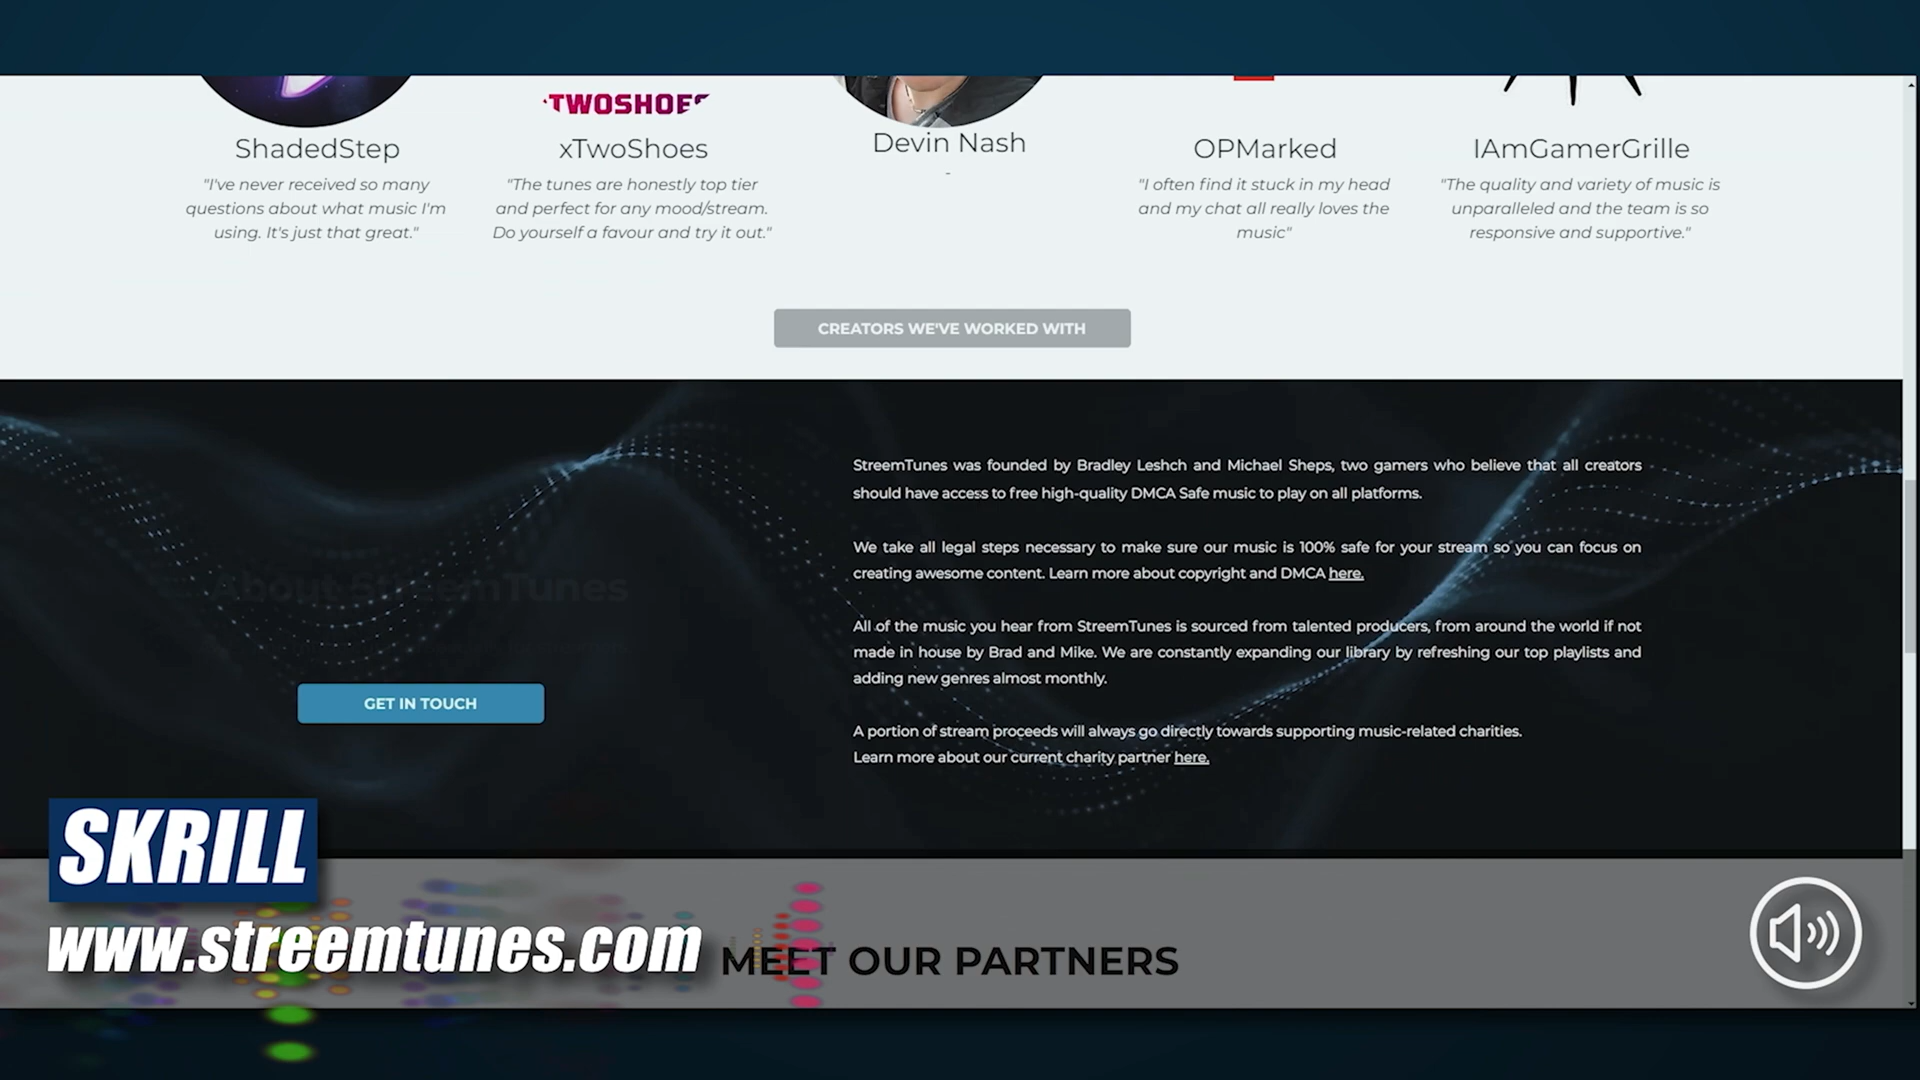 TWOSHOES
ShadedStep
"I've never received so many
questions about what music I'm
using. It's just that great."
xTwoShoes
"The tunes are honestly top tier
and perfect for any mood/stream.
Do yourself a favour and try it out."
Devin Nash
-
OPMarked
"I often find it stuck in my head
and my chat all really loves the
music"
IAmGamerGrille
"The quality and variety of music is
unparalleled and the team is so
responsive and supportive."
CREATORS WE'VE WORKED WITH
About StreemTunes
GET IN TOUCH
StreemTunes was founded by Bradley Leshch and Michael Sheps, two gamers who believe that all creators
should have access to free high-quality DMCA Safe music to play on all platforms.
We take all legal steps necessary to make sure our music is 100% safe for your stream so you can focus on
creating awesome content. Learn more about copyright and DMCA here.
All of the music you hear from StreemTunes is sourced from talented producers, from around the world if not
made in house by Brad and Mike. We are constantly expanding our library by refreshing our top playlists and
adding new genres almost monthly.
A portion of stream proceeds will always go directly towards supporting music-related charities.
Learn more about our current charity partner here.
SKRILL
www.streemtunes.com
MEET OUR PARTNERS